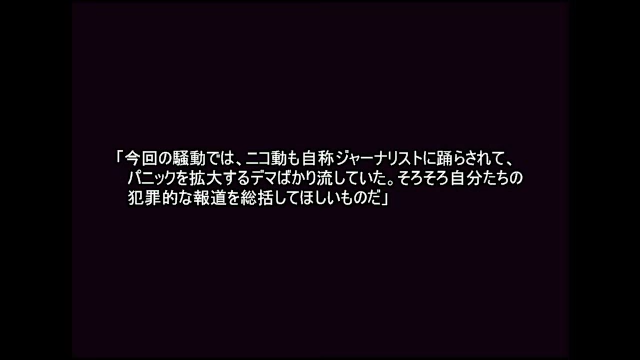 「今回の騒動では、ニコ動も自称ジャーナリストに踊らされて、
パニックを拡大するデマばかり流していた。そろそろ自分たちの
犯罪的な報道を総括してほしいものだ」